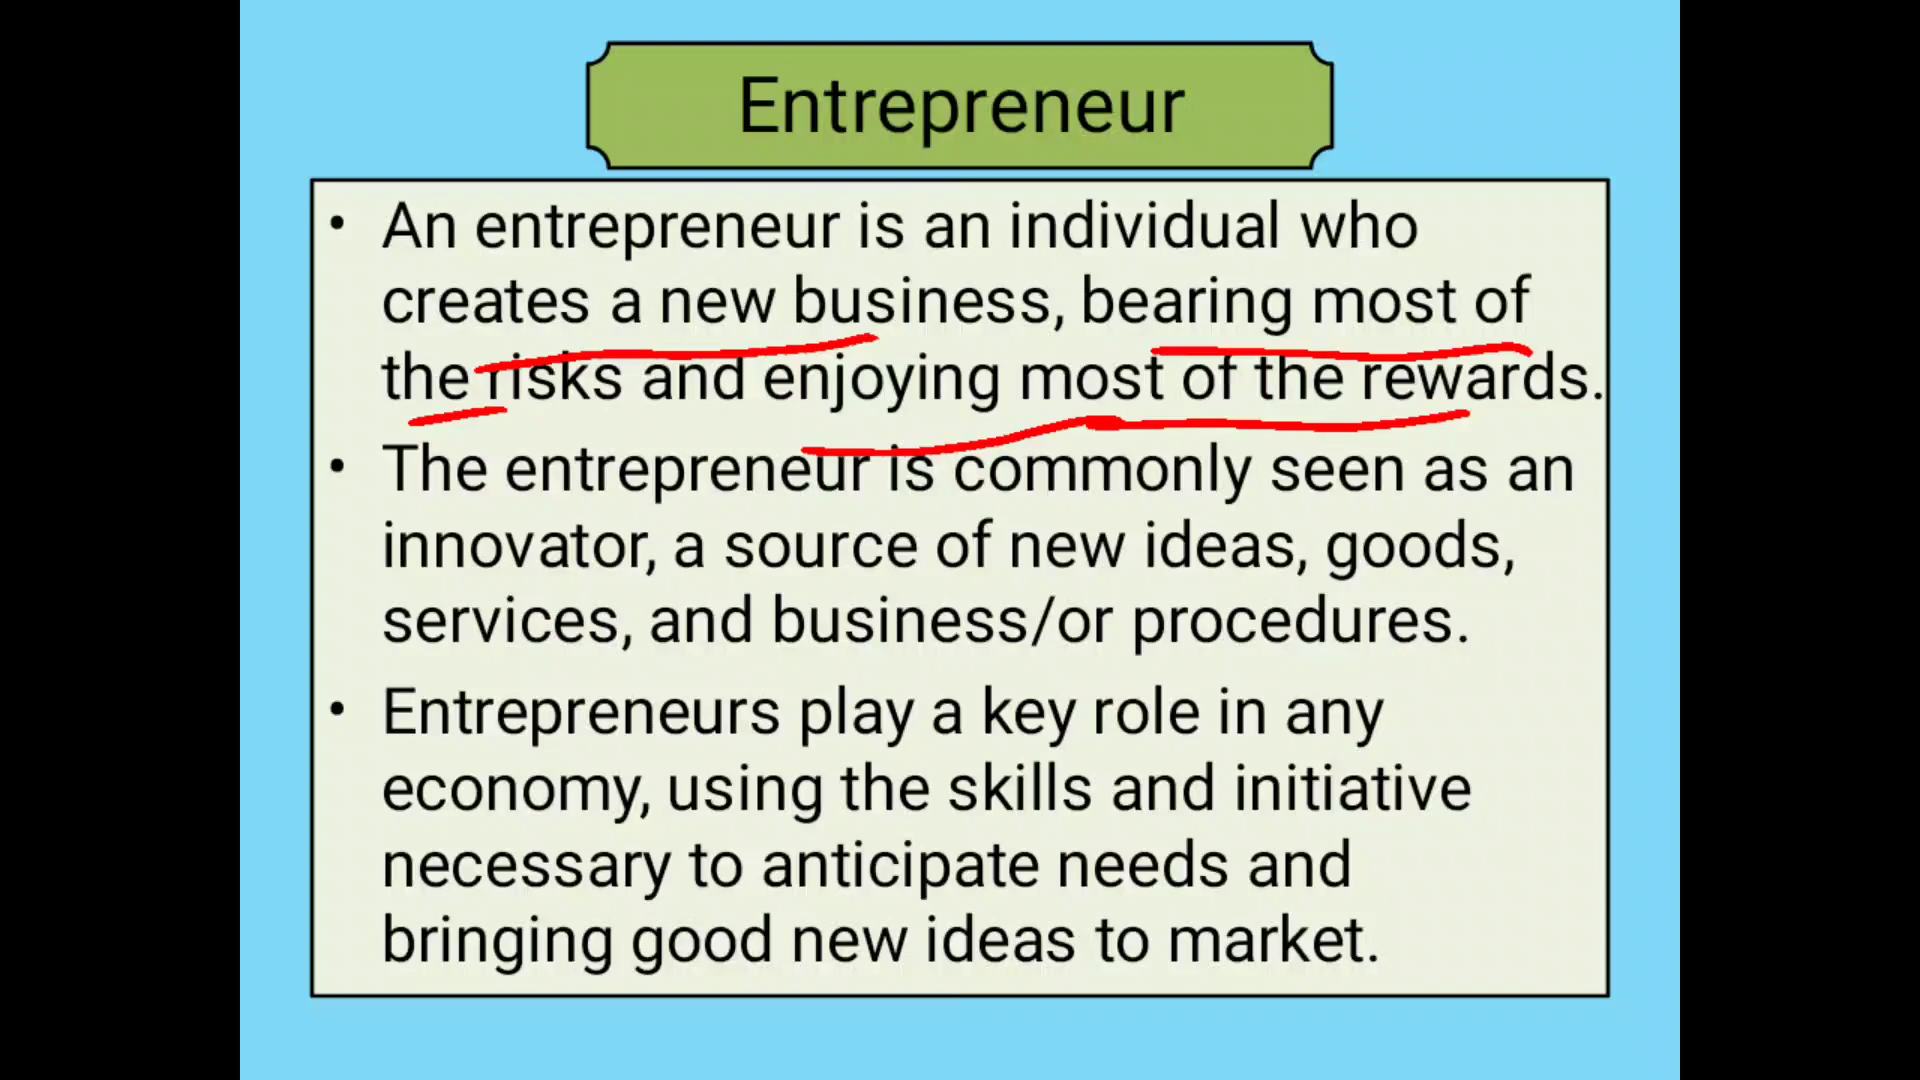 Entrepreneur
• An entrepreneur is an individual who
creates a new business, bearing most of
the risks and enjoying most of the rewards.
• The entrepreneur is commonly seen as an
innovator, a source of new ideas, goods,
services, and business/or procedures.
• Entrepreneurs play a key role in any
economy, using the skills and initiative
necessary to anticipate needs and
bringing good new ideas to market.